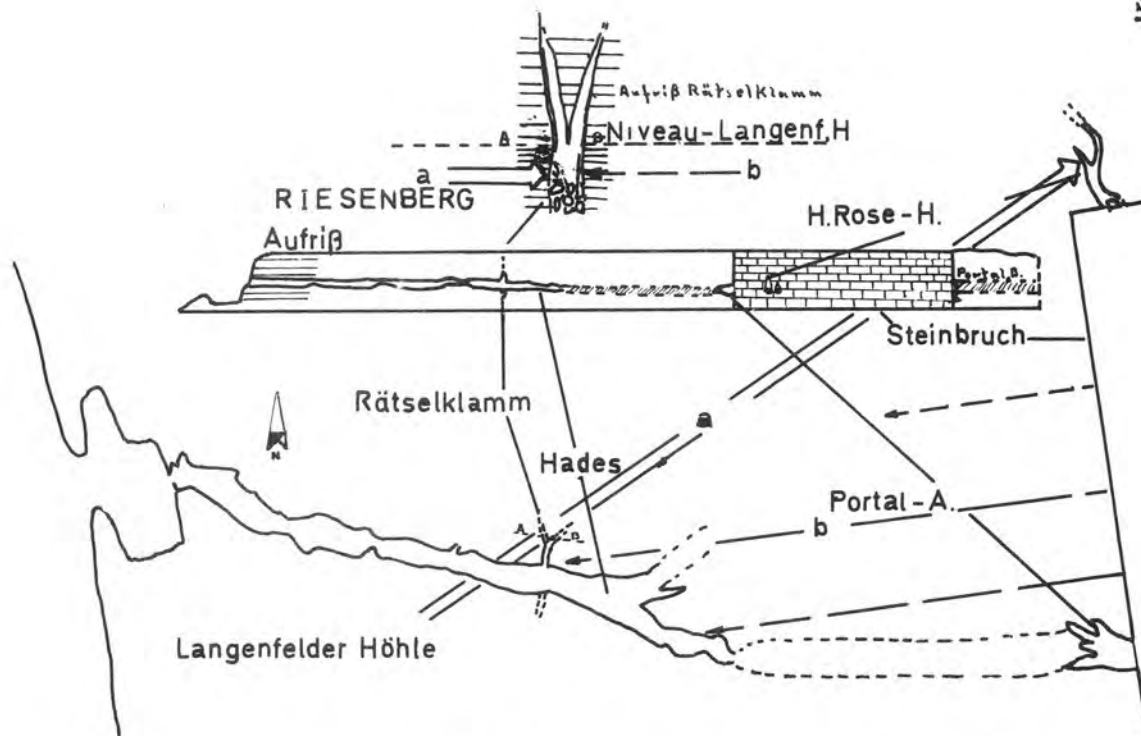 Aufriß Rätselklamm
A
Niveau-Langenf.H
a
b
RIESENBERG
H.Rose-H.
Aufriß
Portal B.
Steinbruch
Rätselklamm
N
Hades
Portal-A.
A
b
Langenfelder Höhle